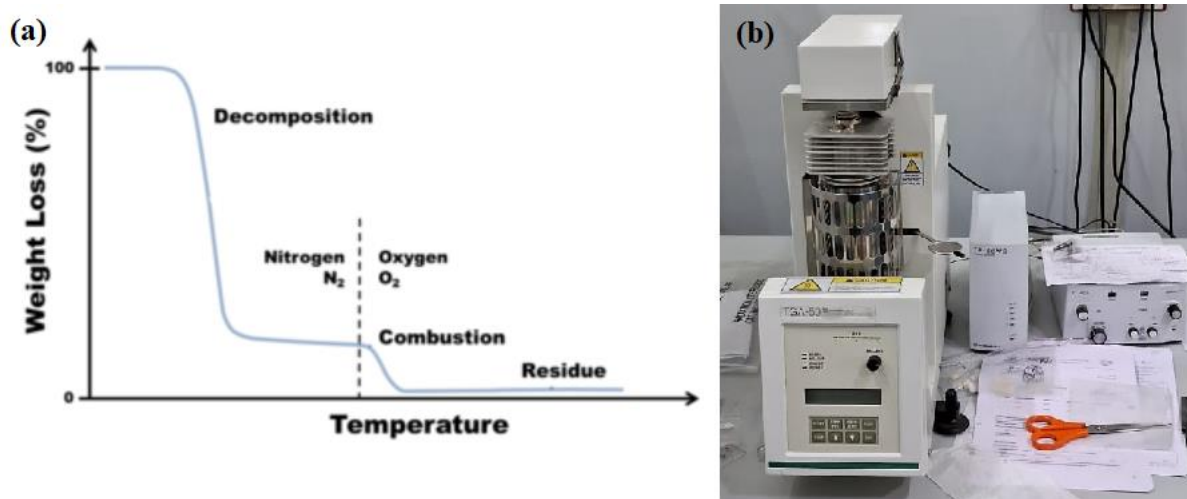 (a)
100
Decomposition
Weight Loss (%)
Nitrogen
N₂
Oxygen
O₂
Combustion
Residue
0
Temperature
(b)
TGA-50